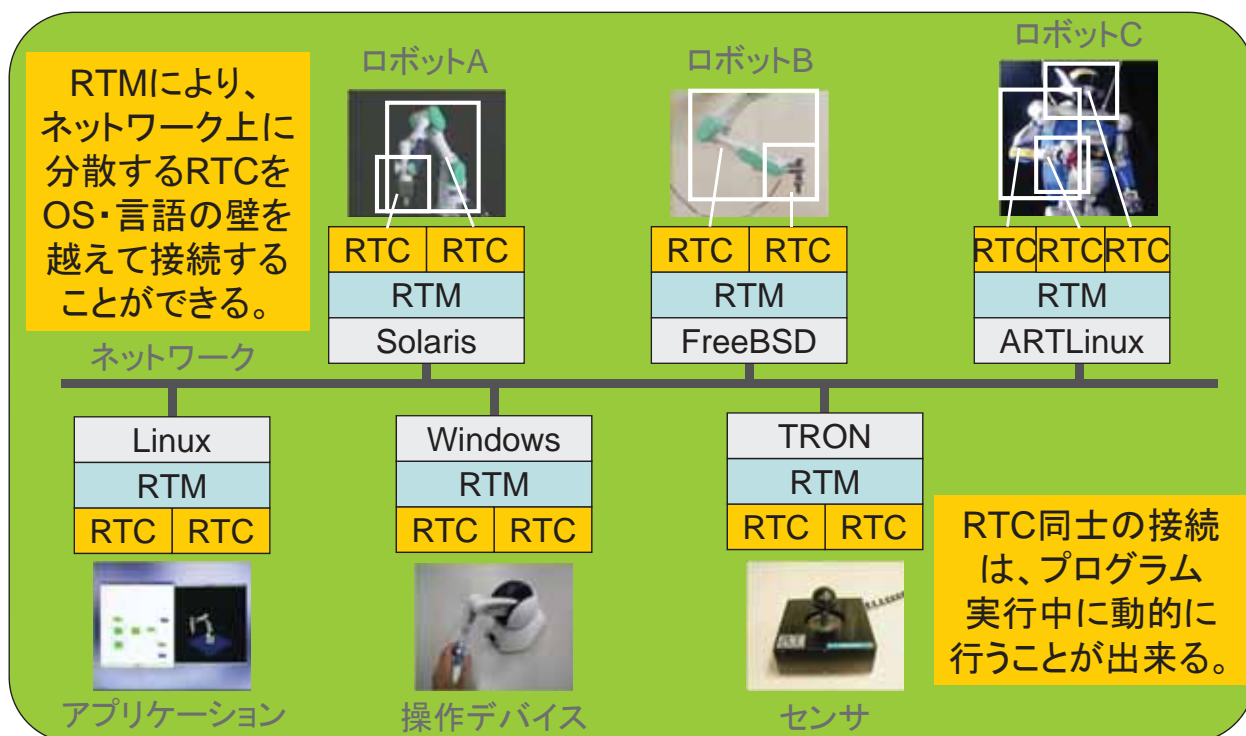 RTMにより、
ネットワーク上に
分散するRTCを
OS・言語の壁を
越えて接続する
ことができる。
ロボットA
RTC RTC
RTM
Solaris
ロボットB
RTC RTC
RTM
FreeBSD
ロボットC
RTC RTC RTC
RTM
ARTLinux
ネットワーク
Linux
RTM
RTC RTC
アプリケーション
Windows
RTM
RTC RTC
操作デバイス
TRON
RTM
RTC RTC
センサ
RTC同士の接続
は、プログラム
実行中に動的に
行うことが出来る。